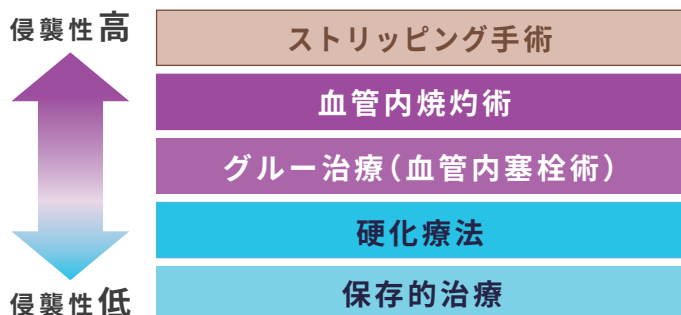 侵襲性高
ストリッピング手術
血管内焼灼術
グルー治療（血管内塞栓術）
硬化療法
保存的治療
侵襲性低